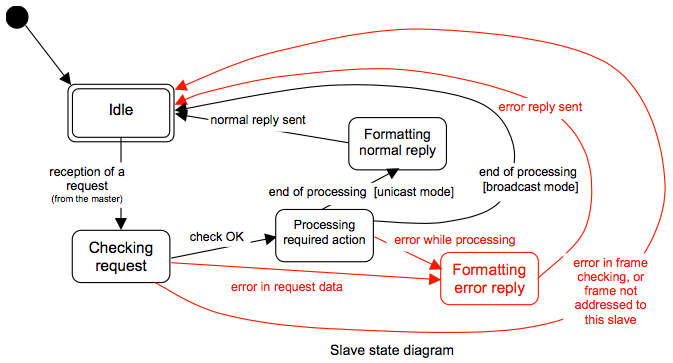 Idle
error reply sent
normal reply sent
Formatting
normal reply
reception of a
request
(from the master)
end of processing
[broadcast mode]
end of processing [unicast mode]
Checking
request
check OK
Processing
required action
error while processing
Formatting
error reply
error in request data
error in frame
checking, or
frame not
addressed to
this slave
Slave state diagram